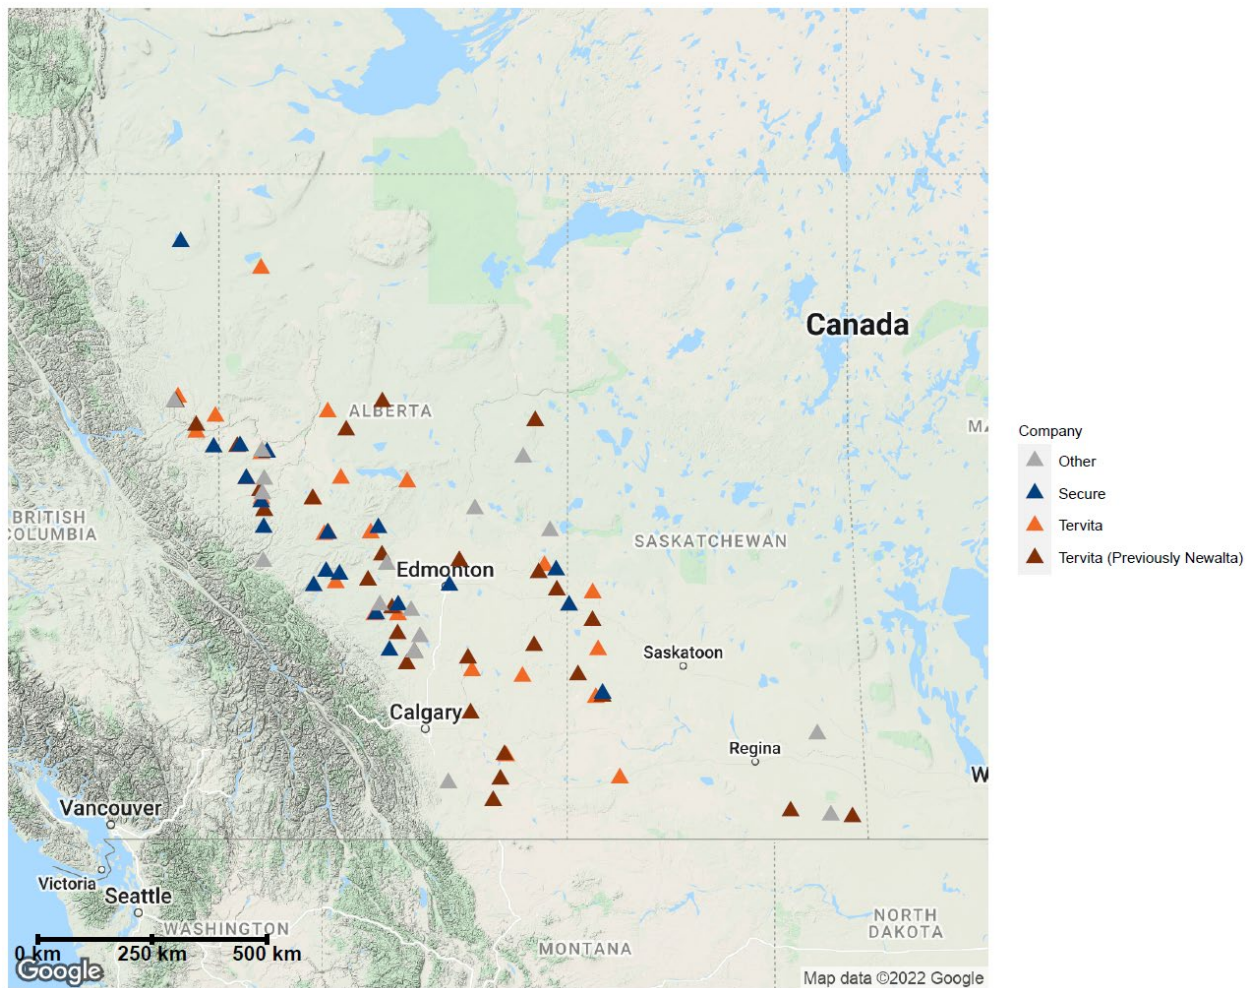 Canada
ALBERTA
MA
Company
Other
Secure
Tervita
Tervita (Previously Newalta)
BRITISH
COLUMBIA
SASKATCHEWAN
Edmonton
Saskatoon
Calgary
Regina
W
Vancouver
Victoria
Seattle
WASHINGTON
NORTH
DAKOTA
MONTANA
0 km 250 km 500 km
Google
Map data ©2022 Google